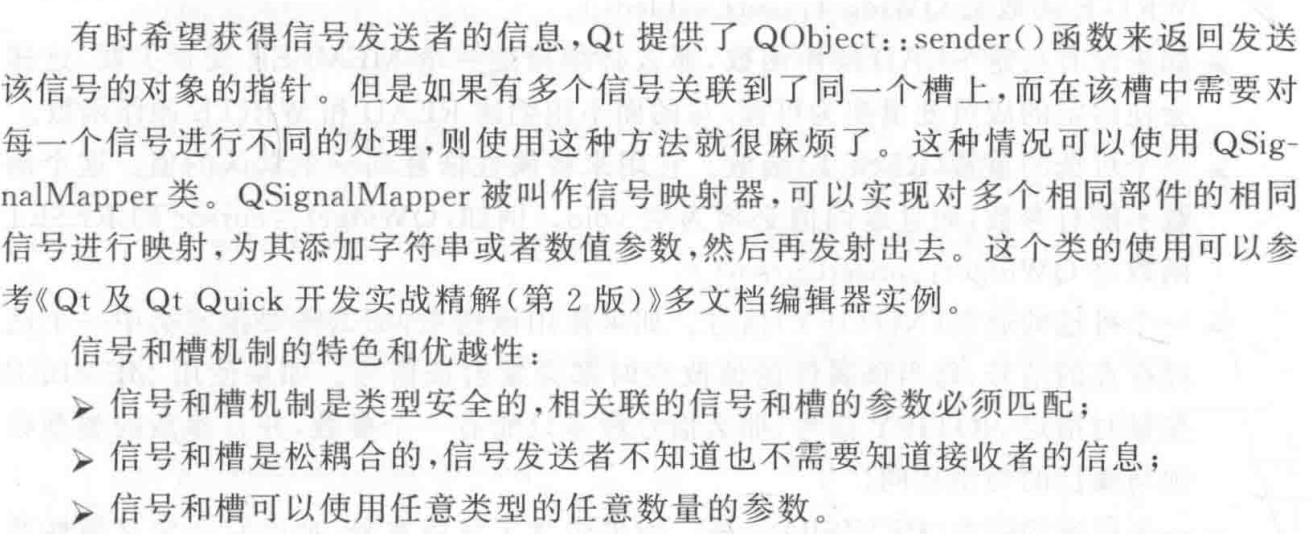 有时希望获得信号发送者的信息,Qt 提供了 QObject::sender()函数来返回发送
该信号的对象的指针。但是如果有多个信号关联到了同一个槽上,而在该槽中需要对
每一个信号进行不同的处理,则使用这种方法就很麻烦了。这种情况可以使用 QSig-
nalMapper 类。QSignalMapper 被叫作信号映射器,可以实现对多个相同部件的相同
信号进行映射,为其添加字符串或者数值参数,然后再发射出去。这个类的使用可以参
考《Qt 及 Qt Quick 开发实战精解(第 2 版)》多文档编辑器实例。
信号和槽机制的特色和优越性:
➢ 信号和槽机制是类型安全的,相关联的信号和槽的参数必须匹配;
➢ 信号和槽是松耦合的,信号发送者不知道也不需要知道接收者的信息;
➢ 信号和槽可以使用任意类型的任意数量的参数。